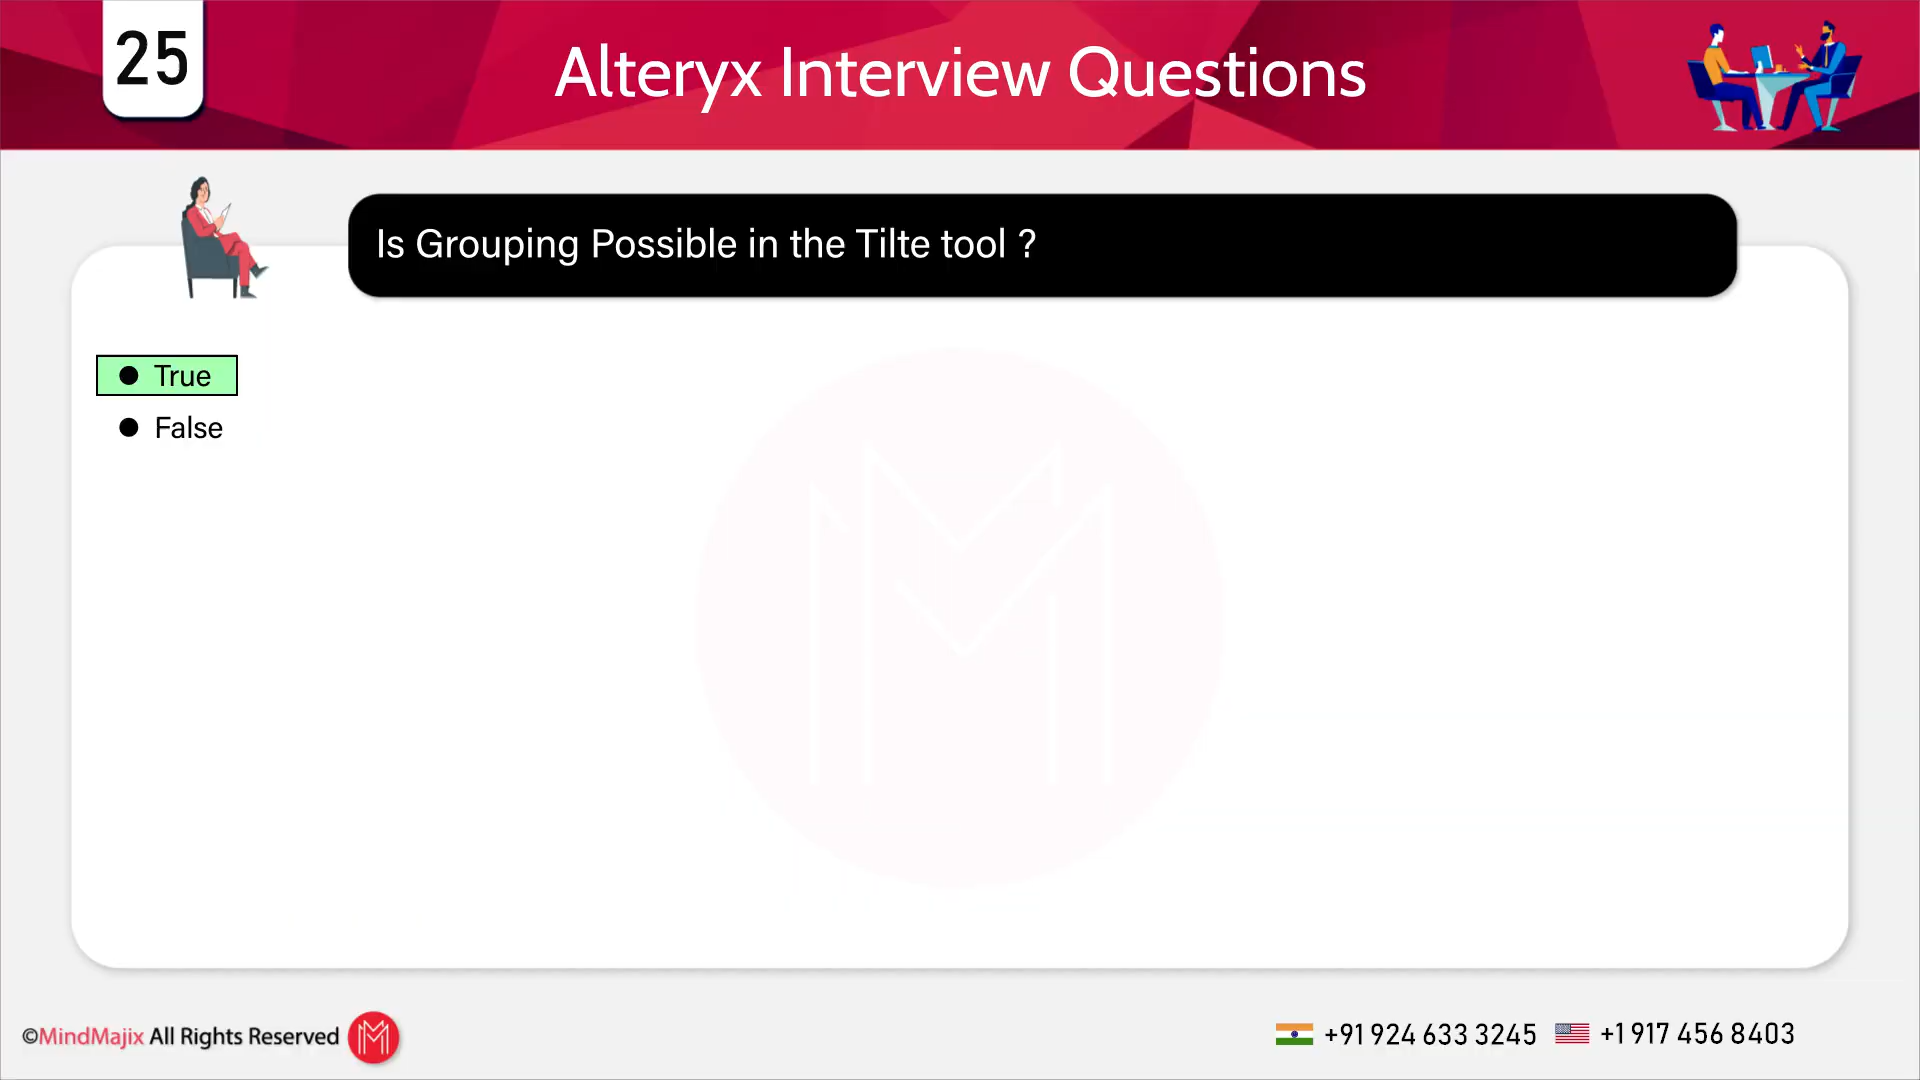 25
Alteryx Interview Questions
Is Grouping Possible in the Tilte tool ?
● True
● False
©MindMajix All Rights Reserved
+91 924 633 3245
+1 917 456 8403